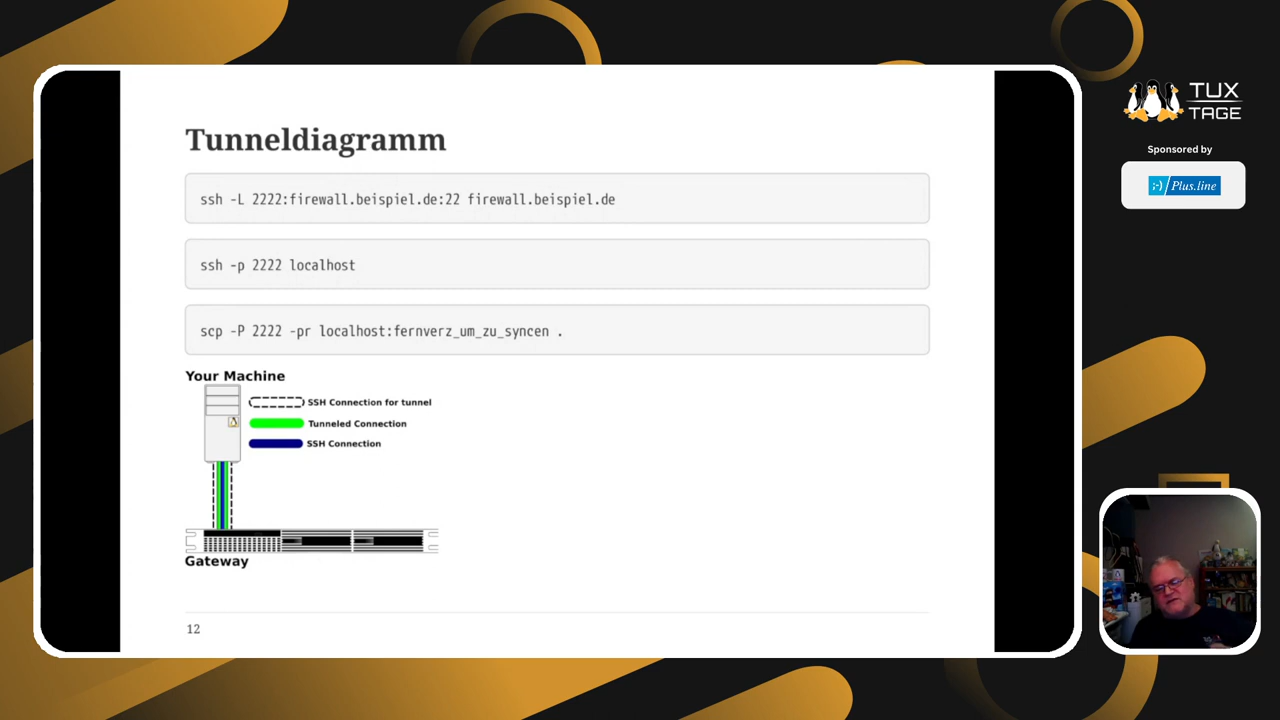 Tunneldiagramm
ssh -L 2222:firewall.beispiel.de:22 firewall.beispiel.de
ssh -p 2222 localhost
scp -P 2222 -pr localhost:fernverz_um_zu_syncen .
Your Machine
SSH Connection for tunnel
Tunneled Connection
SSH Connection
Gateway
12
TUX
TAGE
Sponsored by
:-) Plus.line